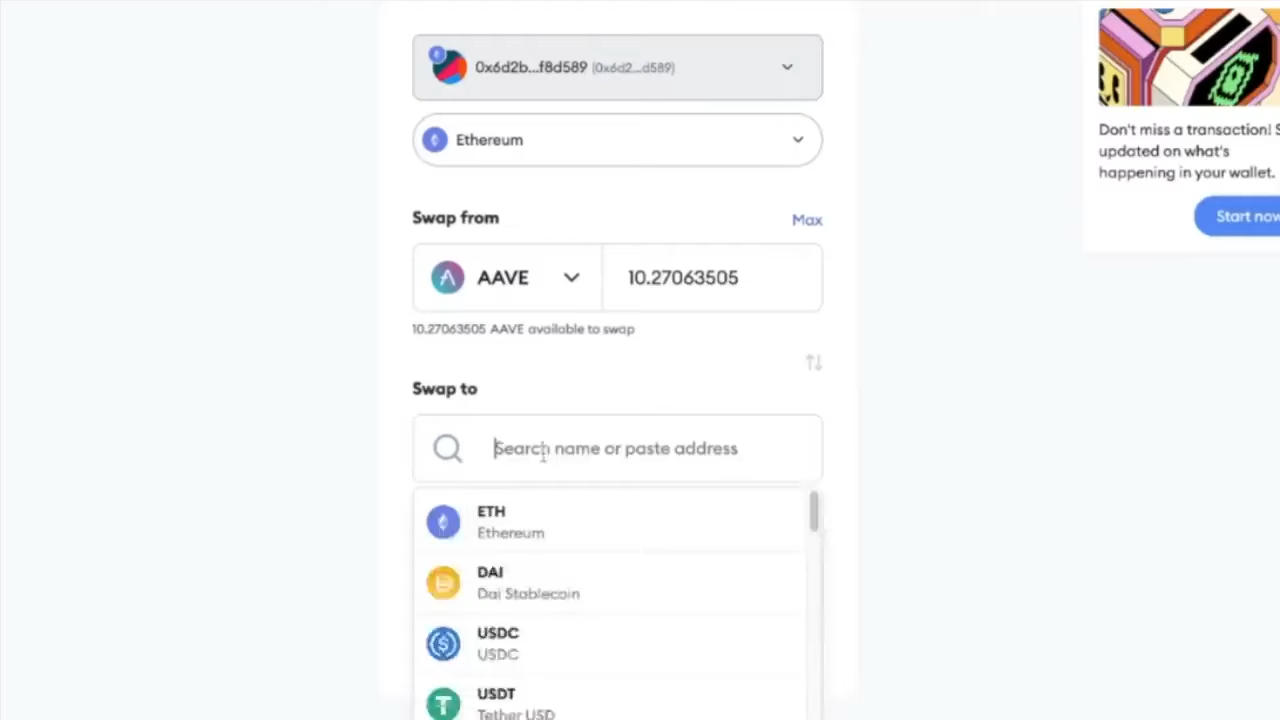 0x6d2b...f8d589 (0x6d2...d589)
Ethereum
Swap from
Max
AAVE
10.27063505
10.27063505 AAVE available to swap
Swap to
Search name or paste address
ETH
Ethereum
DAI
Dai Stablecoin
USDC
USDC
USDT
Tether USD
Don't miss a transaction! S
updated on what's
happening in your wallet.
Start now